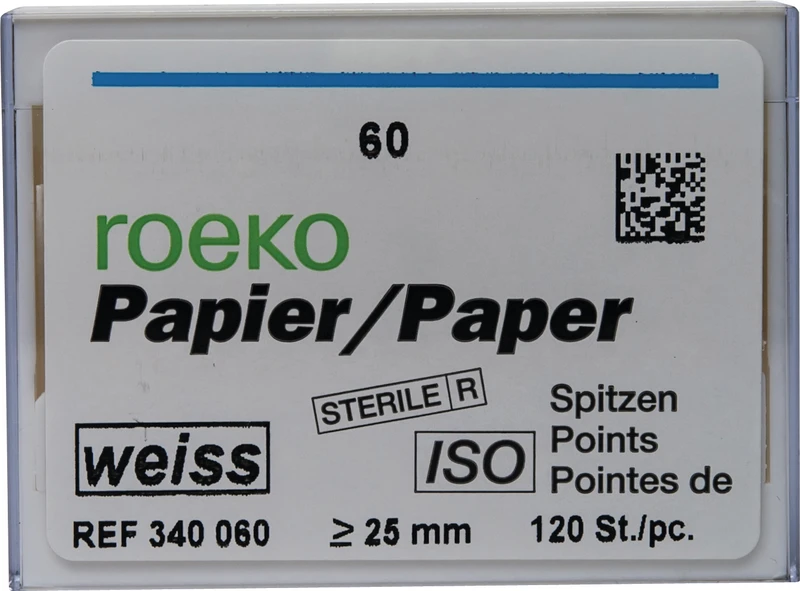 60
roeko
Papier/Paper
STERILE R
Spitzen
weiss
ISO
Points
Pointes de
REF 340 060
≥ 25 mm
120 St./pc.